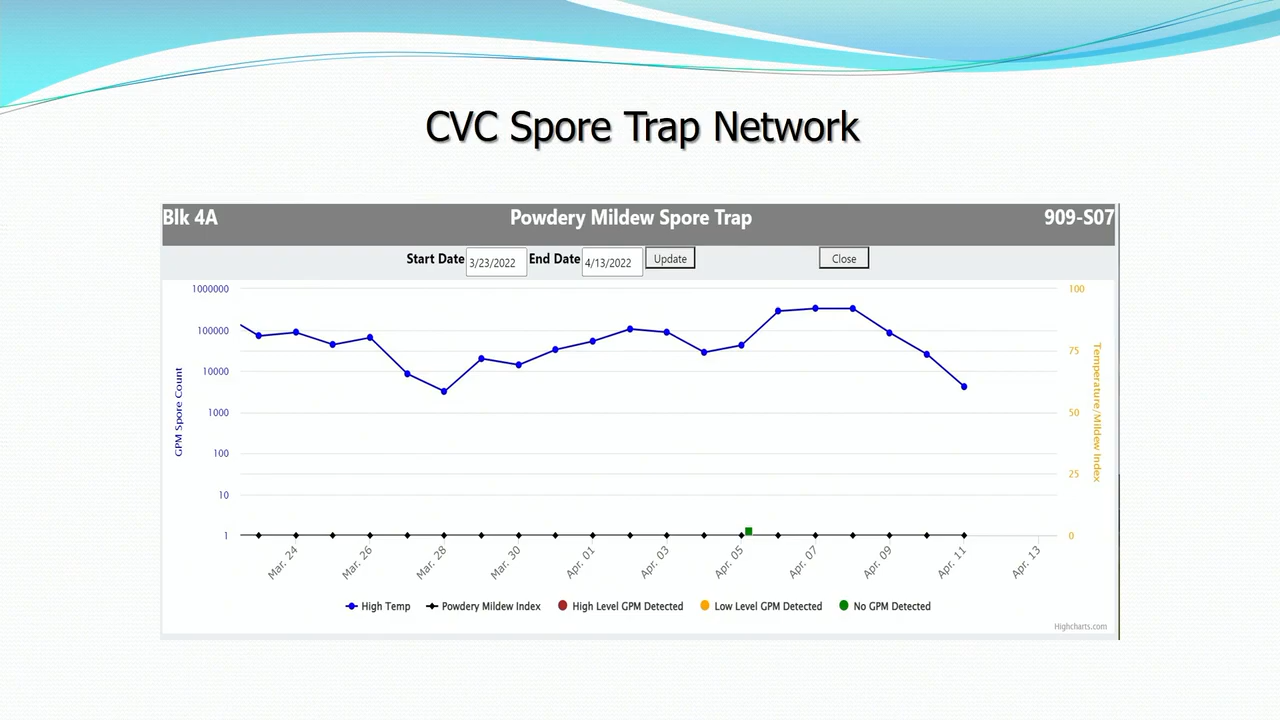 CVC Spore Trap Network
Blk 4A Powdery Mildew Spore Trap 909-S07
Start Date 3/23/2022 End Date 4/13/2022 Update Close
1000000
100000
10000
1000
100
10
1
GPM Spore Count
100
75
50
25
0
Temperature/Mildew Index
Mar. 24 Mar. 26 Mar. 28 Mar. 30 Apr. 01 Apr. 03 Apr. 05 Apr. 07 Apr. 09 Apr. 11 Apr. 13
High Temp Powdery Mildew Index High Level GPM Detected Low Level GPM Detected No GPM Detected
Highcharts.com